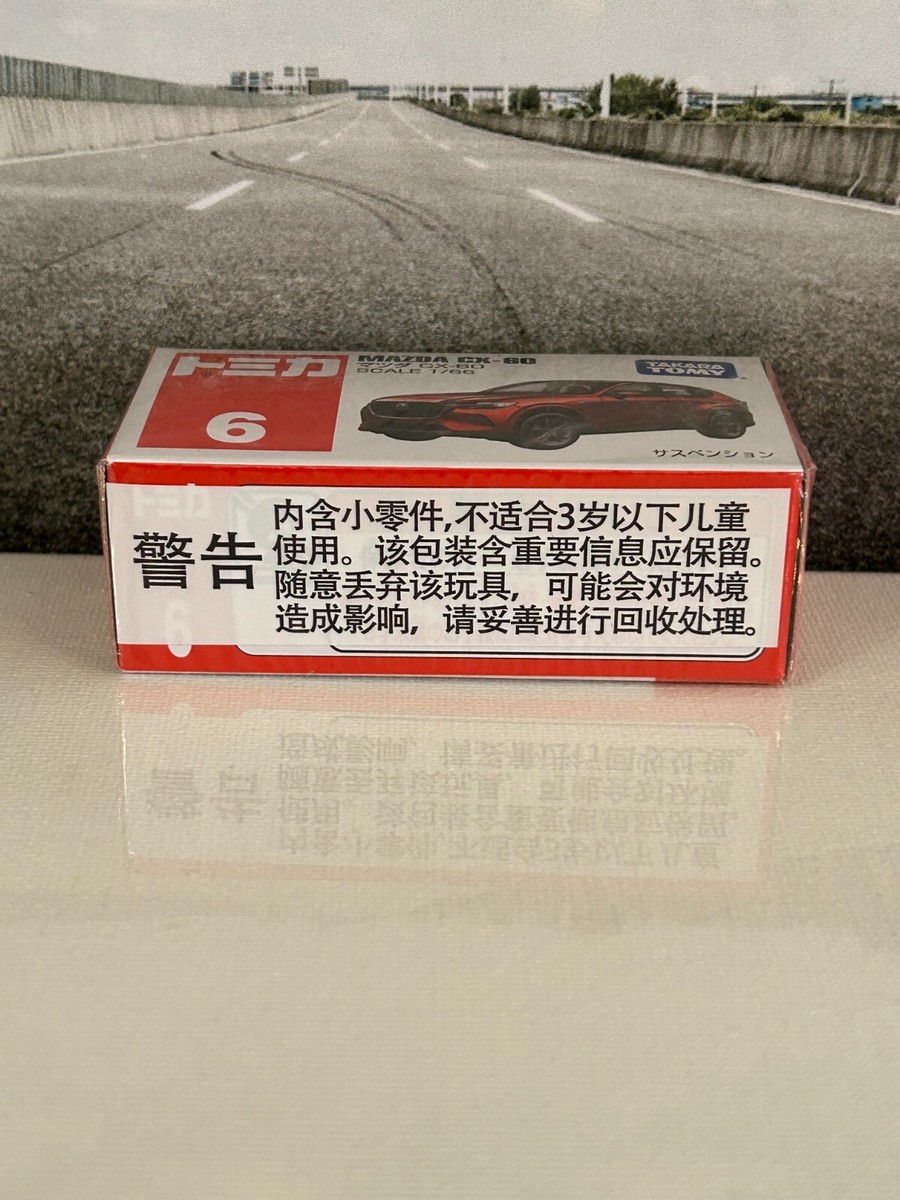 トミカ
6
MAZDA CX-60
マツダ CX-60
SCALE 1/66
TAKARA
TOMY
サスペンション
トミカ
6
警告
内含小零件,不适合3岁以下儿童
使用。该包装含重要信息应保留。
随意丢弃该玩具，可能会对环境
造成影响，请妥善进行回收处理。